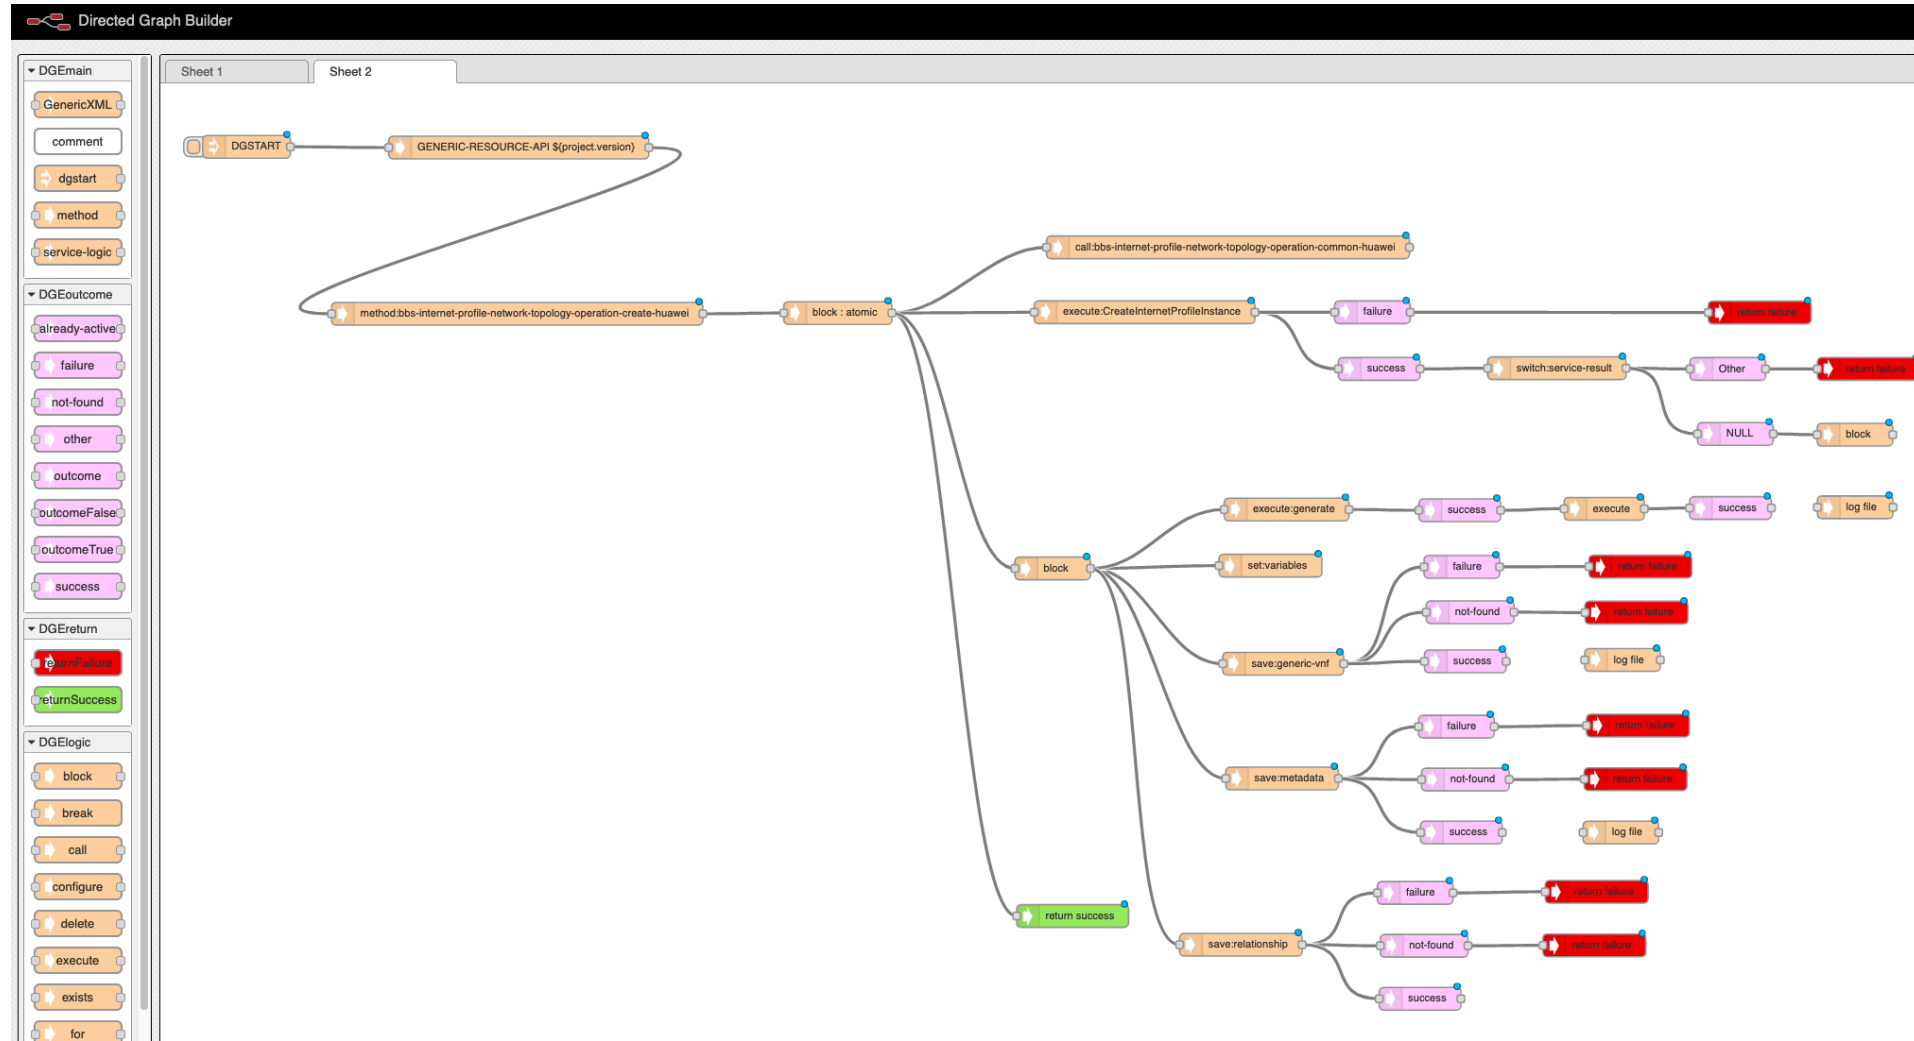 Directed Graph Builder
DGEmain
GenericXML
comment
dgstart
method
service-logic
DGEoutcome
already-active
failure
not-found
other
outcome
outcomeFalse
outcomeTrue
success
DGEreturn
returnFailure
returnSuccess
DGElogic
block
break
call
configure
delete
execute
exists
for
Sheet 1
Sheet 2
DGSTART
GENERIC-RESOURCE-API ${project.version}
method:bbs-internet-profile-network-topology-operation-create-huawei
block : atomic
call:bbs-internet-profile-network-topology-operation-common-huawei
execute:CreateInternetProfileInstance
failure
return failure
success
switch:service-result
Other
return failure
NULL
block
block
execute:generate
success
execute
success
log file
set:variables
failure
return failure
not-found
return failure
save:generic-vnf
success
log file
failure
return failure
save:metadata
not-found
return failure
success
log file
return success
failure
return failure
save:relationship
not-found
return failure
success